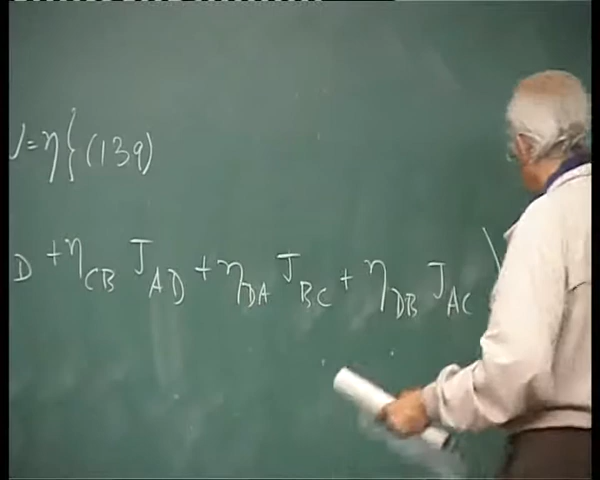 J = η { (139)
D + η_CB J_AD + η_DA J_BC + η_DB J_AC )